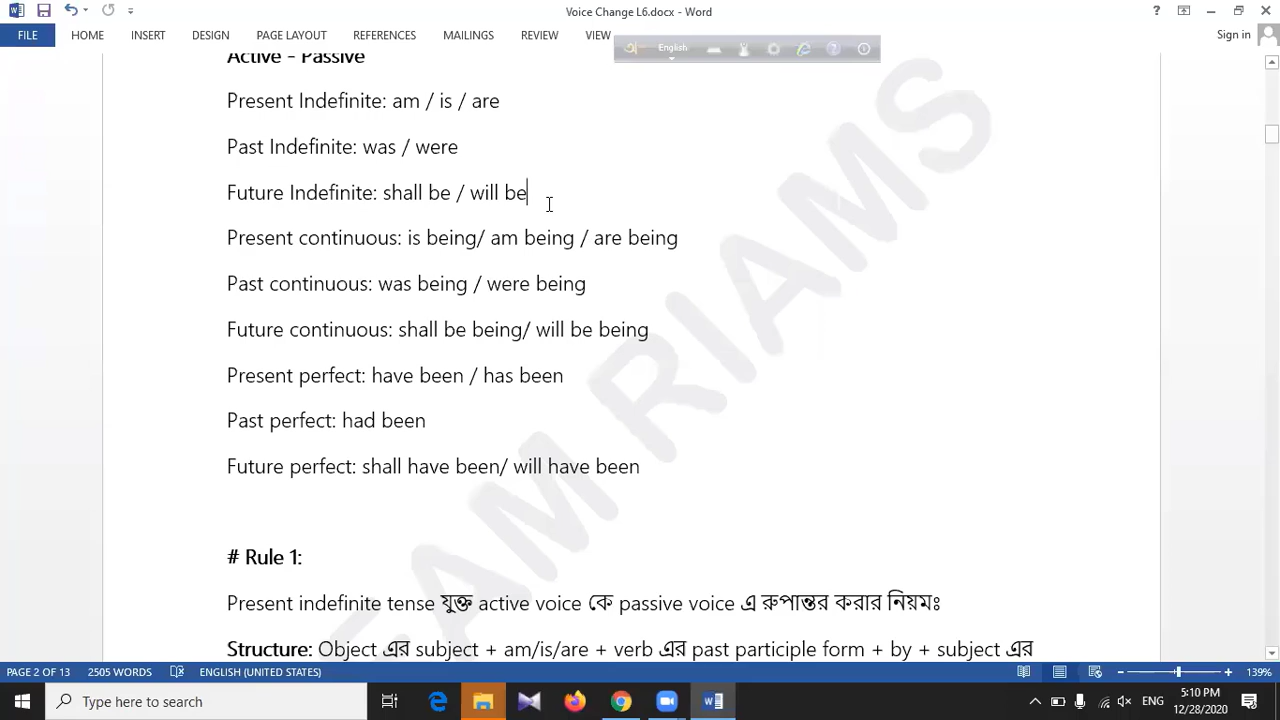 Voice Change L6.docx - Word
FILE HOME INSERT DESIGN PAGE LAYOUT REFERENCES MAILINGS REVIEW VIEW Sign in
English
Active - Passive
Present Indefinite: am / is / are
Past Indefinite: was / were
Future Indefinite: shall be / will be
Present continuous: is being/ am being / are being
Past continuous: was being / were being
Future continuous: shall be being/ will be being
Present perfect: have been / has been
Past perfect: had been
Future perfect: shall have been/ will have been
# Rule 1:
Present indefinite tense যুক্ত active voice কে passive voice এ রুপান্তর করার নিয়মঃ
Structure: Object এর subject + am/is/are + verb এর past participle form + by + subject এর
PAGE 2 OF 13 2505 WORDS ENGLISH (UNITED STATES) 139%
Type here to search
ENG
5:10 PM
12/28/2020